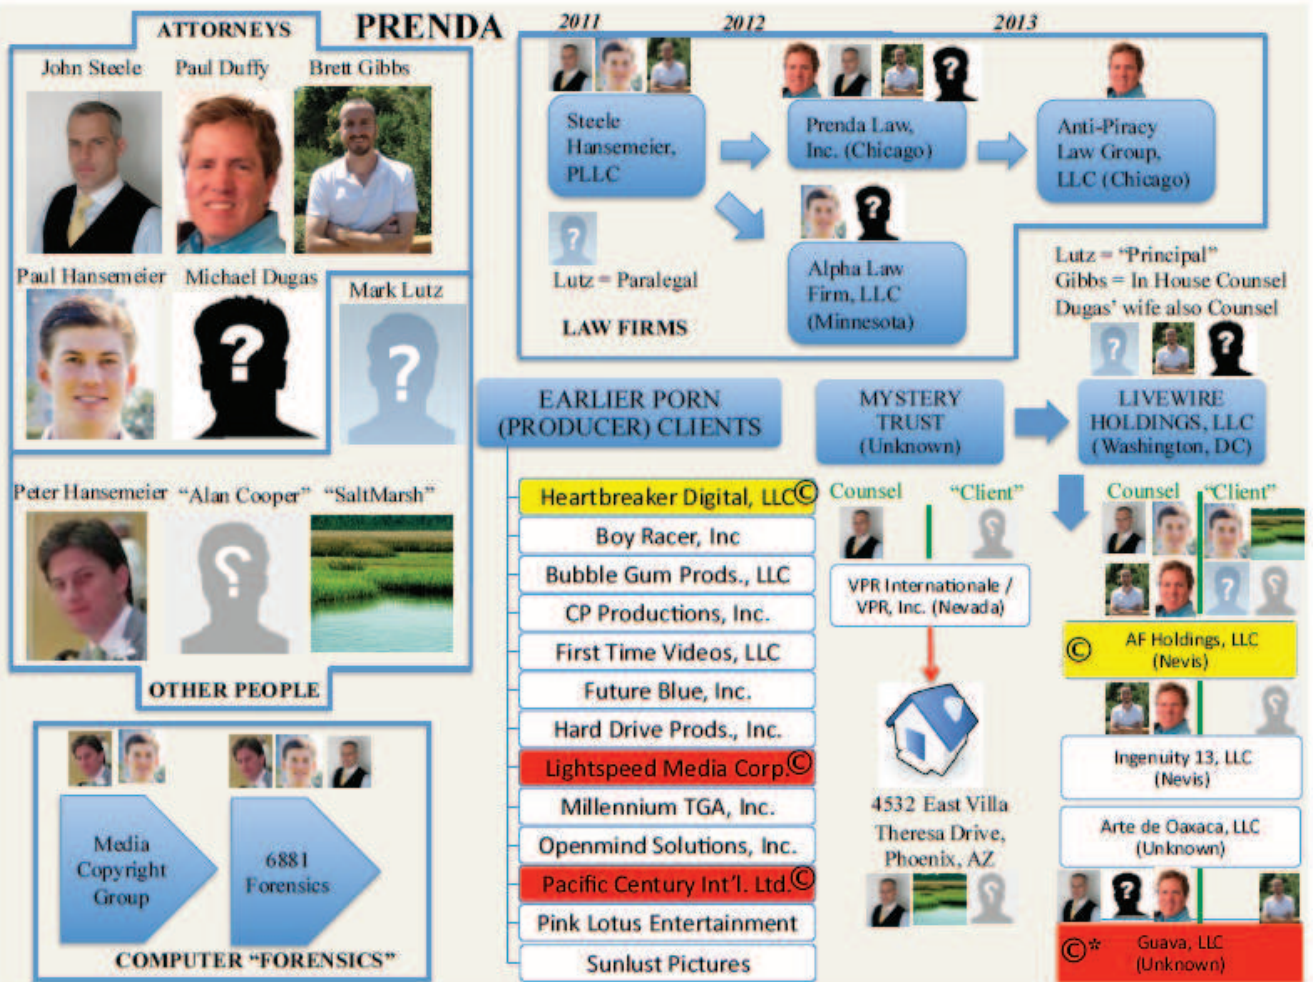 PRENDA
ATTORNEYS
John Steele
Paul Duffy
Brett Gibbs
Paul Hansemeier
Michael Dugas
Mark Lutz
?
?
Peter Hansemeier
"Alan Cooper"
"SaltMarsh"
?
OTHER PEOPLE
Media
Copyright
Group
6881
Forensics
COMPUTER "FORENSICS"
2011
2012
2013
?
Steele
Hansemeier,
PLLC
Prenda Law,
Inc. (Chicago)
Anti-Piracy
Law Group,
LLC (Chicago)
?
?
Lutz = Paralegal
Alpha Law
Firm, LLC
(Minnesota)
LAW FIRMS
Lutz = "Principal"
Gibbs = In House Counsel
Dugas' wife also Counsel
?
?
EARLIER PORN
(PRODUCER) CLIENTS
Heartbreaker Digital, LLC ©
Boy Racer, Inc
Bubble Gum Prods., LLC
CP Productions, Inc.
First Time Videos, LLC
Future Blue, Inc.
Hard Drive Prods., Inc.
Lightspeed Media Corp. ©
Millennium TGA, Inc.
Openmind Solutions, Inc.
Pacific Century Int'l. Ltd. ©
Pink Lotus Entertainment
Sunlust Pictures
MYSTERY
TRUST
(Unknown)
LIVEWIRE
HOLDINGS, LLC
(Washington, DC)
Counsel
"Client"
?
VPR Internationale /
VPR, Inc. (Nevada)
4532 East Villa
Theresa Drive,
Phoenix, AZ
?
Counsel
"Client"
?
?
© AF Holdings, LLC
(Nevis)
?
Ingenuity 13, LLC
(Nevis)
Arte de Oaxaca, LLC
(Unknown)
?
©* Guava, LLC
(Unknown)